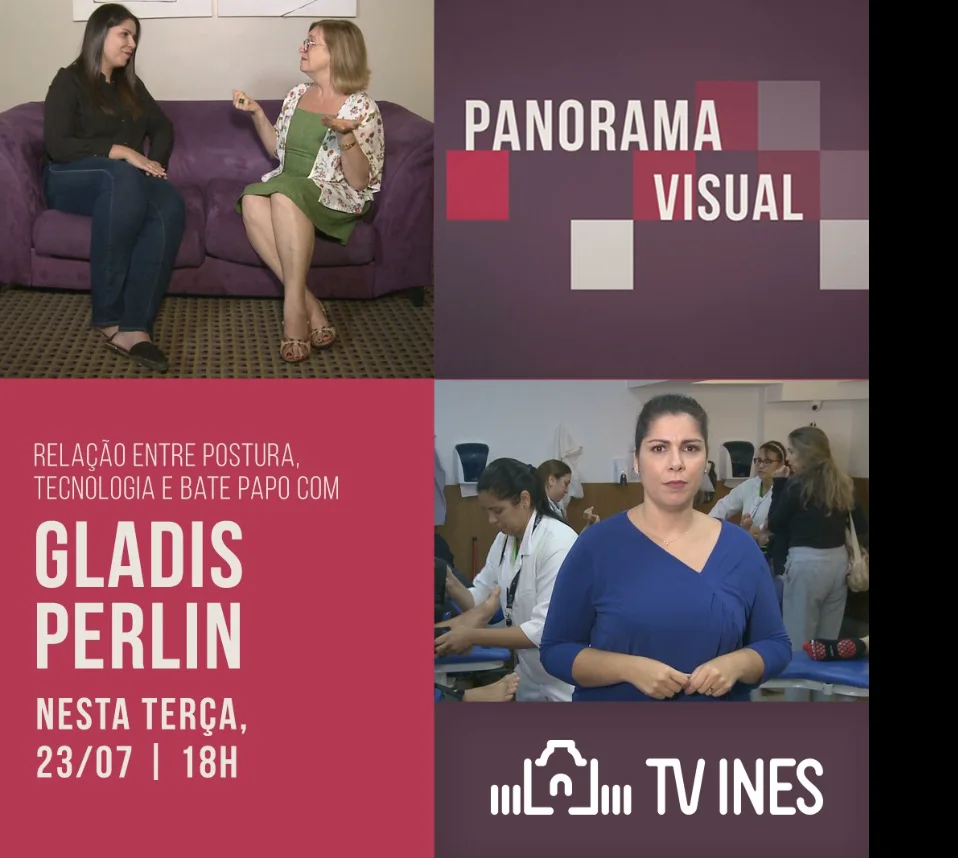 PANORAMA
VISUAL
RELAÇÃO ENTRE POSTURA,
TECNOLOGIA E BATE PAPO COM
GLADIS
PERLIN
NESTA TERÇA,
23/07 | 18H
TV INES